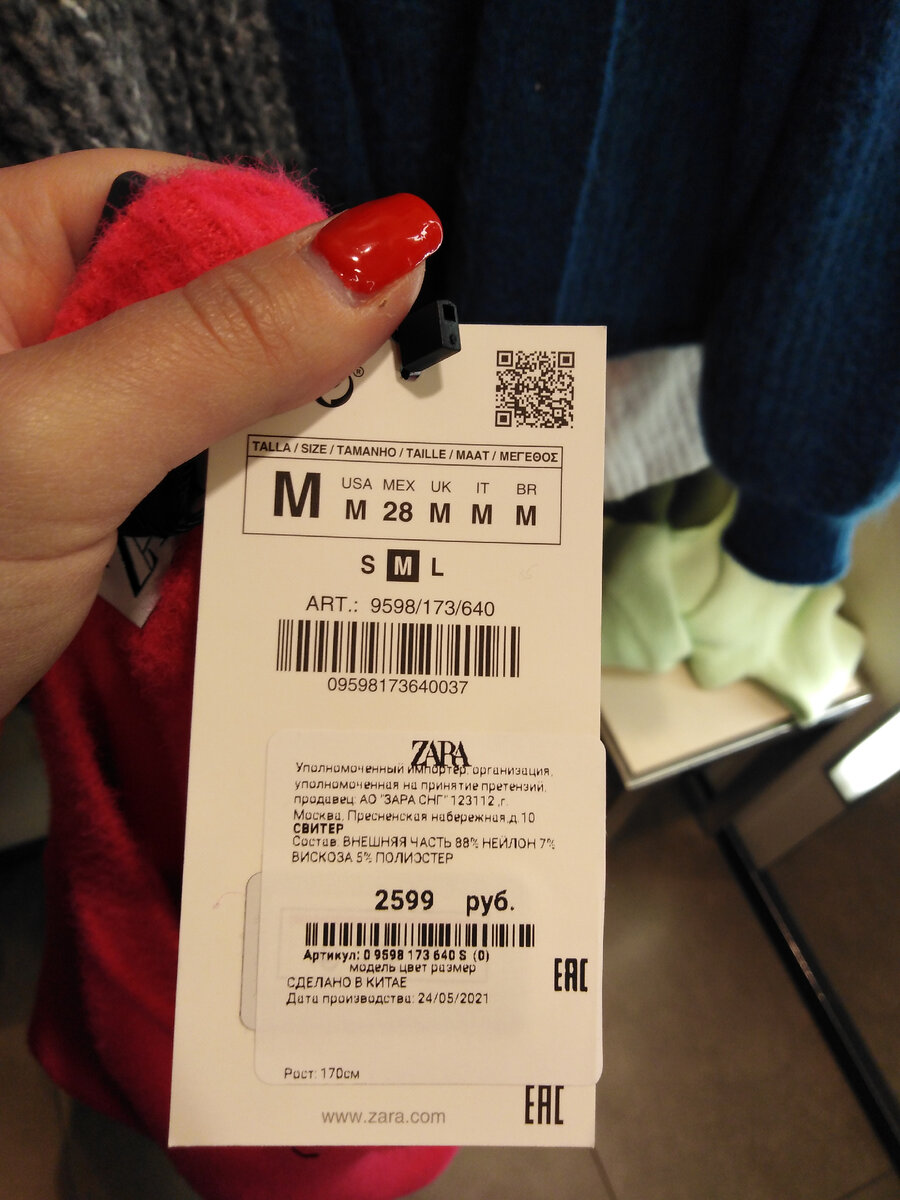 ®
TALLA / SIZE / TAMANHO / TAILLE / MAAT / ΜΕΓΕΘΟΣ
M
USA MEX UK IT BR
M 28 M M M
S M L
ART.: 9598/173/640
09598173640037
ZARA
Уполномоченный импортер: организация,
уполномоченная на принятие претензий,
продавец: АО "ЗАРА СНГ" 123112 ,г.
Москва, Пресненская набережная,д.10
СВИТЕР
Состав: ВНЕШНЯЯ ЧАСТЬ 88% НЕЙЛОН 7%
ВИСКОЗА 5% ПОЛИЭСТЕР
2599 руб.
Артикул: 0 9598 173 640 S (0)
модель цвет размер
EAC
СДЕЛАНО В КИТАЕ
Дата производства: 24/05/2021
Рост: 170см
EAC
www.zara.com